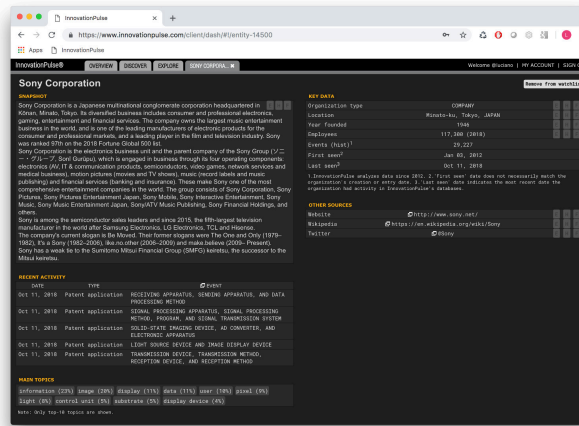 InnovationPulse
https://www.innovationpulse.com/client/dash/#!/entity-14500
Apps InnovationPulse
InnovationPulse® OVERVIEW DISCOVER EXPLORE SONY CORPORA.. ✖ Welcome @luciano | MY ACCOUNT | SIGN
Sony Corporation
Remove from watchli
SNAPSHOT
Sony Corporation is a Japanese multinational conglomerate corporation headquartered in
Kōnan, Minato, Tokyo. Its diversified business includes consumer and professional electronics,
gaming, entertainment and financial services. The company owns the largest music entertainment
business in the world, and is one of the leading manufacturers of electronic products for the
consumer and professional markets, and a leading player in the film and television industry. Sony
was ranked 97th on the 2018 Fortune Global 500 list.
Sony Corporation is the electronics business unit and the parent company of the Sony Group (ソニ
ー・グループ, Sonī Gurūpu), which is engaged in business through its four operating components:
electronics (AV, IT & communication products, semiconductors, video games, network services and
medical business), motion pictures (movies and TV shows), music (record labels and music
publishing) and financial services (banking and insurance). These make Sony one of the most
comprehensive entertainment companies in the world. The group consists of Sony Corporation, Sony
Pictures, Sony Pictures Entertainment Japan, Sony Mobile, Sony Interactive Entertainment, Sony
Music, Sony Music Entertainment Japan, Sony/ATV Music Publishing, Sony Financial Holdings, and
others.
Sony is among the semiconductor sales leaders and since 2015, the fifth-largest television
manufacturer in the world after Samsung Electronics, LG Electronics, TCL and Hisense.
The company's current slogan is Be Moved. Their former slogans were The One and Only (1979–
1982), It's a Sony (1982–2006), like.no.other (2006–2009) and make.believe (2009– Present).
Sony has a weak tie to the Sumitomo Mitsui Financial Group (SMFG) keiretsu, the successor to the
Mitsui keiretsu.
KEY DATA
Organization type COMPANY
Location Minato-ku, Tokyo, JAPAN
Year founded 1946
Employees 117,300 (2018)
Events (hist)1 29,227
First seen2 Jan 03, 2012
Last seen3 Oct 11, 2018
1.InnovationPulse analyzes data since 2012. 2.'First seen' date does not necessarily match the
organization's creation or entry date. 3.'Last seen' date indicates the most recent date the
organization had activity in InnovationPulse's databases.
OTHER SOURCES
Website http://www.sony.net/
Wikipedia https://en.wikipedia.org/wiki/Sony
Twitter @Sony
RECENT ACTIVITY
DATE TYPE EVENT
Oct 11, 2018 Patent application RECEIVING APPARATUS, SENDING APPARATUS, AND DATA
PROCESSING METHOD
Oct 11, 2018 Patent application SIGNAL PROCESSING APPARATUS, SIGNAL PROCESSING
METHOD, PROGRAM, AND SIGNAL TRANSMISSION SYSTEM
Oct 11, 2018 Patent application SOLID-STATE IMAGING DEVICE, AD CONVERTER, AND
ELECTRONIC APPARATUS
Oct 11, 2018 Patent application LIGHT SOURCE DEVICE AND IMAGE DISPLAY DEVICE
Oct 11, 2018 Patent application TRANSMISSION DEVICE, TRANSMISSION METHOD,
RECEPTION DEVICE, AND RECEPTION METHOD
MAIN TOPICS
information (23%) image (20%) display (11%) data (11%) user (10%) pixel (9%)
light (8%) control unit (5%) substrate (5%) display device (4%)
Note: Only top-10 topics are shown.